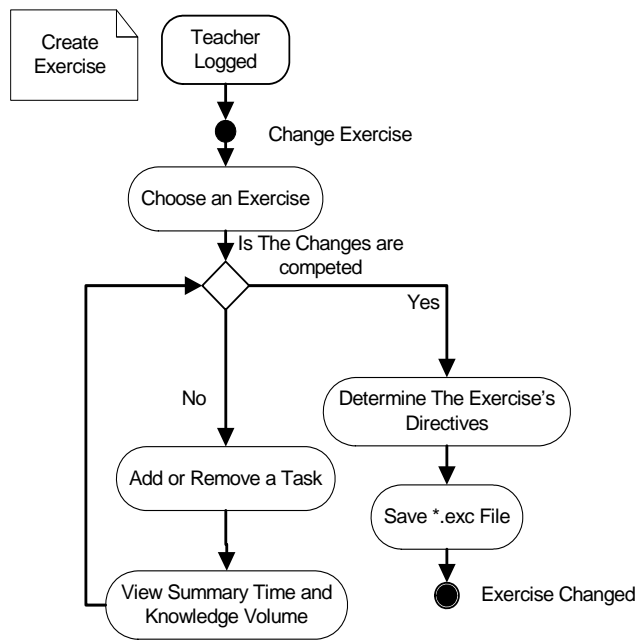 Create
Exercise
Teacher
Logged
Change Exercise
Choose an Exercise
Is The Changes are
competed
Yes
No
Determine The Exercise's
Directives
Add or Remove a Task
Save *.exc File
View Summary Time and
Knowledge Volume
Exercise Changed